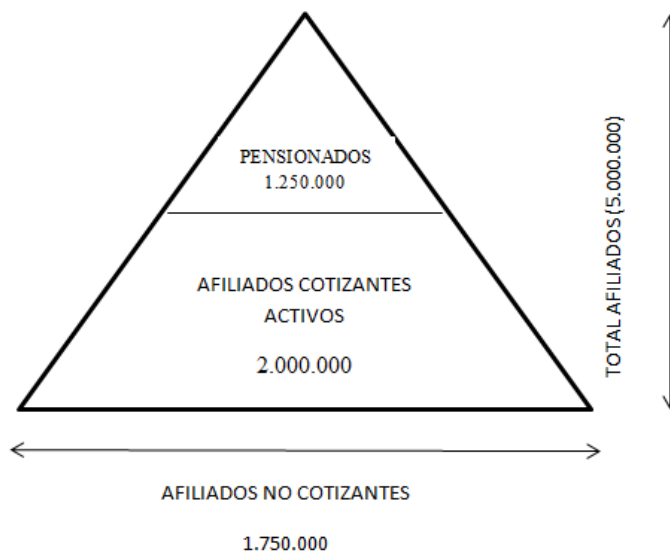 PENSIONADOS
1.250.000
AFILIADOS COTIZANTES
ACTIVOS
2.000.000
TOTAL AFILIADOS (5.000.000)
AFILIADOS NO COTIZANTES
1.750.000